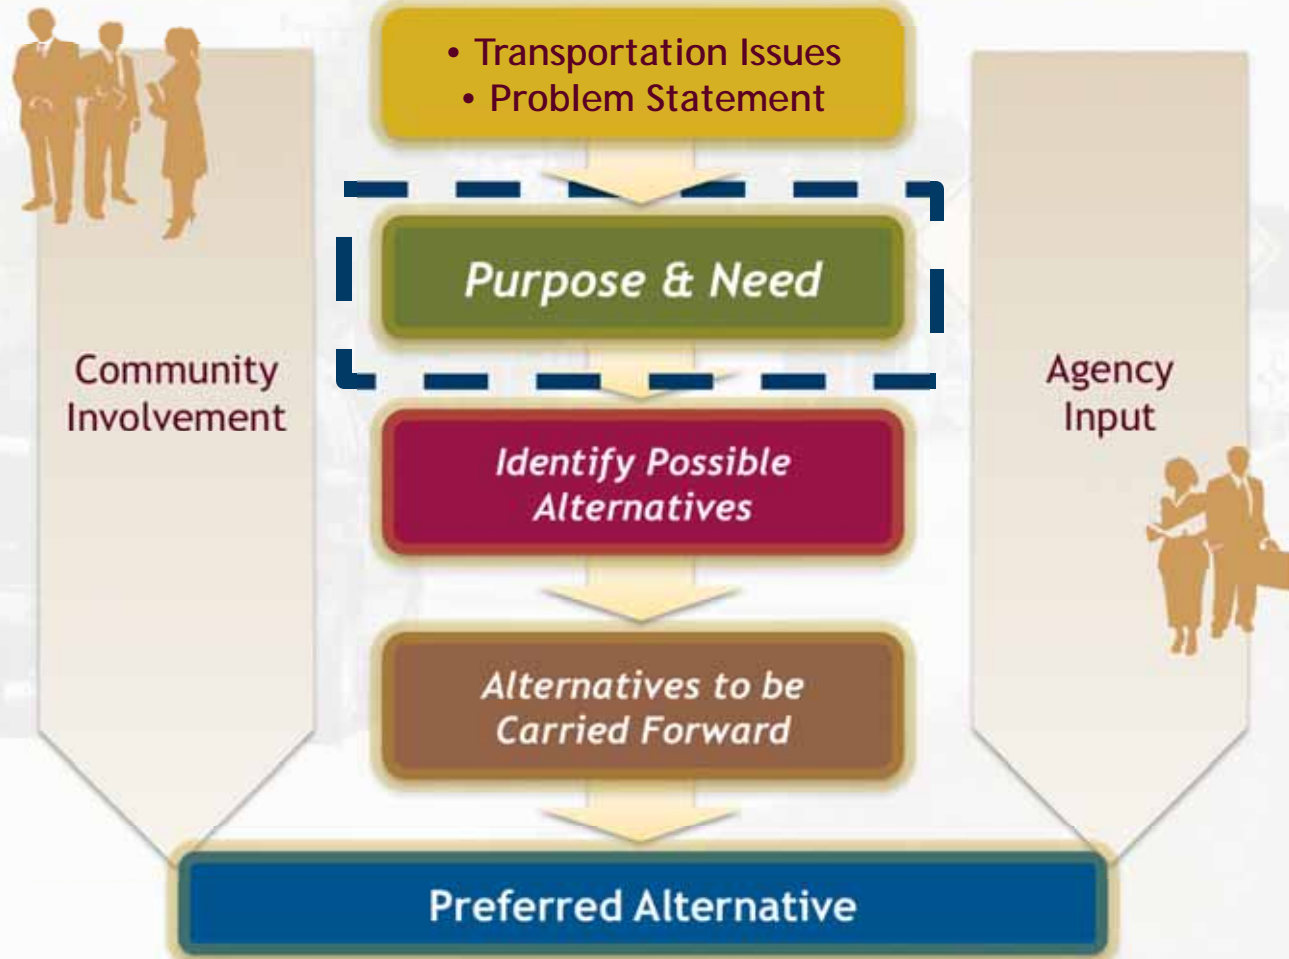 • Transportation Issues
• Problem Statement
Purpose & Need
Community
Involvement
Agency
Input
Identify Possible
Alternatives
Alternatives to be
Carried Forward
Preferred Alternative